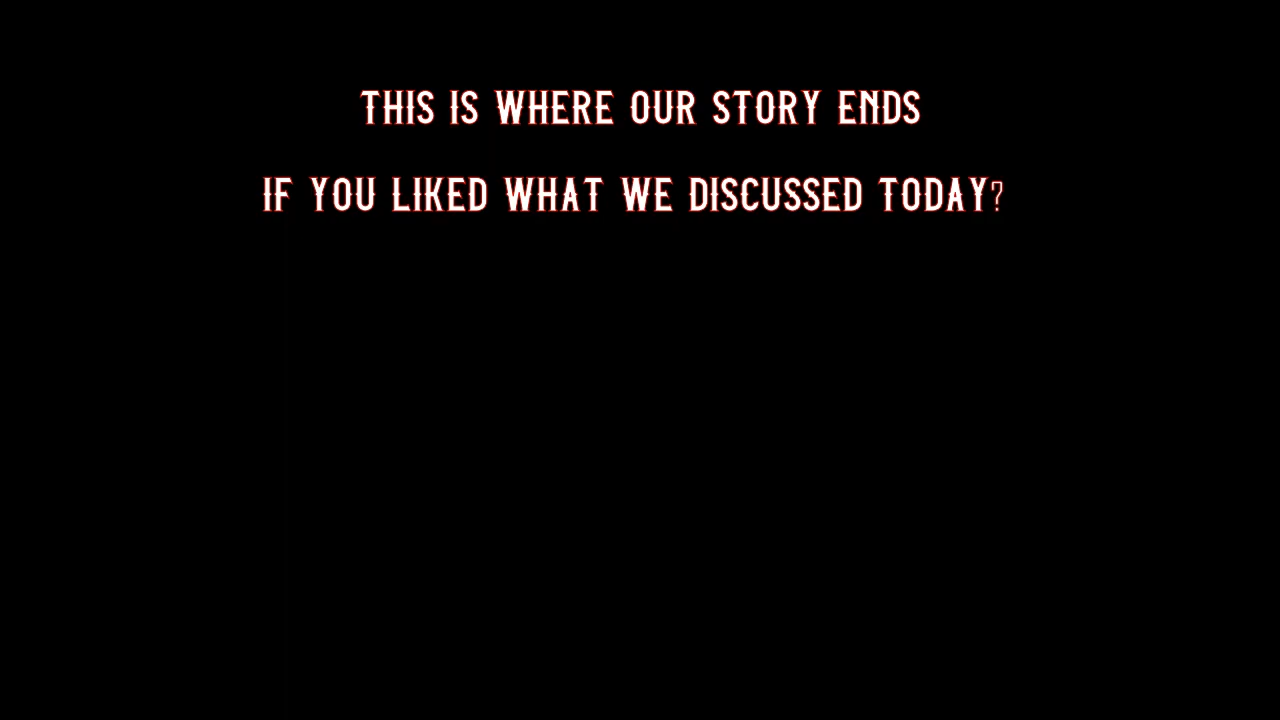 THIS IS WHERE OUR STORY ENDS
IF YOU LIKED WHAT WE DISCUSSED TODAY?